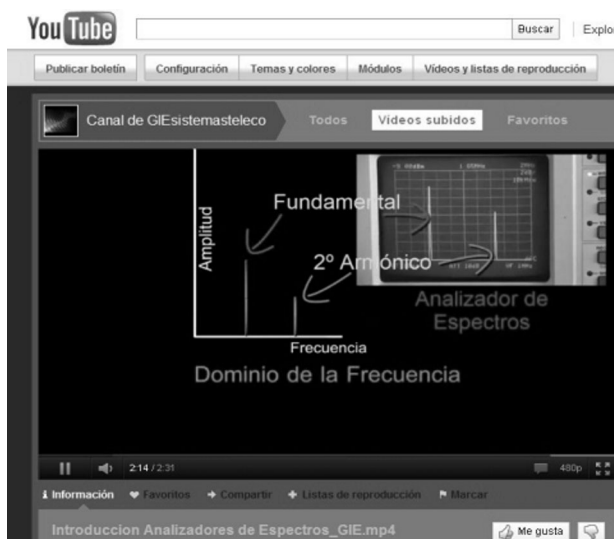 YouTube
Buscar
Explo
Publicar boletín
Configuración
Temas y colores
Módulos
Vídeos y listas de reproducción
Canal de GIEsistemasteleco
Todos
Vídeos subidos
Favoritos
Amplitud
Fundamental
2º Armónico
Analizador de
Espectros
Frecuencia
Dominio de la Frecuencia
2:14 / 2:31
480p
Información
Favoritos
Compartir
Listas de reproducción
Marcar
Introduccion Analizadores de Espectros_GIE.mp4
Me gusta